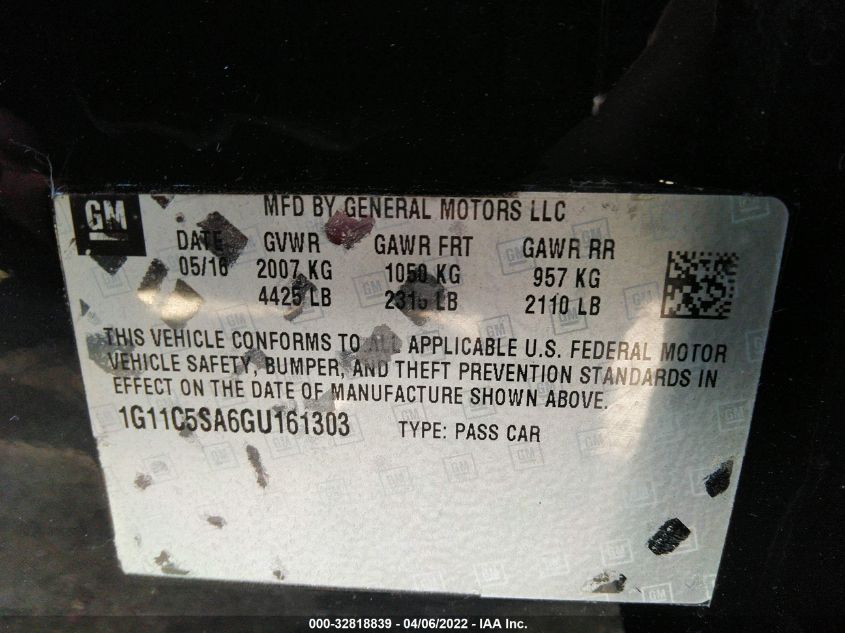 GM
MFD BY GENERAL MOTORS LLC
DATE GVWR GAWR FRT GAWR RR
05/16 2007 KG 1050 KG 957 KG
4425 LB 2315 LB 2110 LB
THIS VEHICLE CONFORMS TO ALL APPLICABLE U.S. FEDERAL MOTOR
VEHICLE SAFETY, BUMPER, AND THEFT PREVENTION STANDARDS IN
EFFECT ON THE DATE OF MANUFACTURE SHOWN ABOVE.
1G11C5SA6GU161303 TYPE: PASS CAR
000-32818839 - 04/06/2022 - IAA Inc.